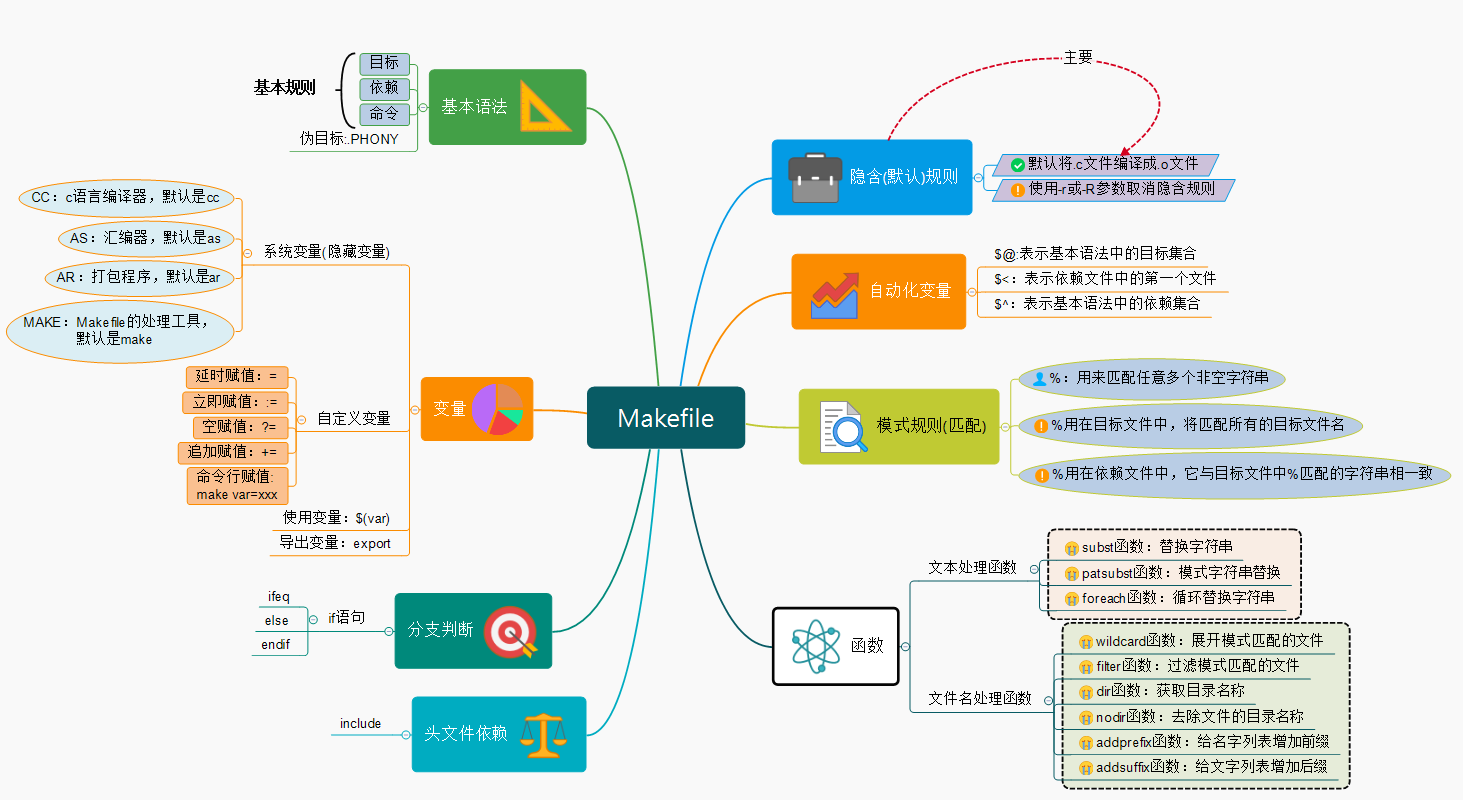 Makefile
基本语法
基本规则
目标
依赖
命令
伪目标:.PHONY
变量
系统变量(隐藏变量)
CC：c语言编译器，默认是cc
AS：汇编器，默认是as
AR：打包程序，默认是ar
MAKE：Makefile的处理工具，
默认是make
自定义变量
延时赋值：=
立即赋值：:=
空赋值：?=
追加赋值：+=
命令行赋值:
make var=xxx
使用变量：$(var)
导出变量：export
分支判断
if语句
ifeq
else
endif
头文件依赖
include
主要
隐含(默认)规则
默认将.c文件编译成.o文件
使用-r或-R参数取消隐含规则
自动化变量
$@:表示基本语法中的目标集合
$<：表示依赖文件中的第一个文件
$^：表示基本语法中的依赖集合
模式规则(匹配)
%：用来匹配任意多个非空字符串
%用在目标文件中，将匹配所有的目标文件名
%用在依赖文件中，它与目标文件中%匹配的字符串相一致
函数
文本处理函数
subst函数：替换字符串
patsubst函数：模式字符串替换
foreach函数：循环替换字符串
文件名处理函数
wildcard函数：展开模式匹配的文件
filter函数：过滤模式匹配的文件
dir函数：获取目录名称
nodir函数：去除文件的目录名称
addprefix函数：给名字列表增加前缀
addsuffix函数：给文字列表增加后缀